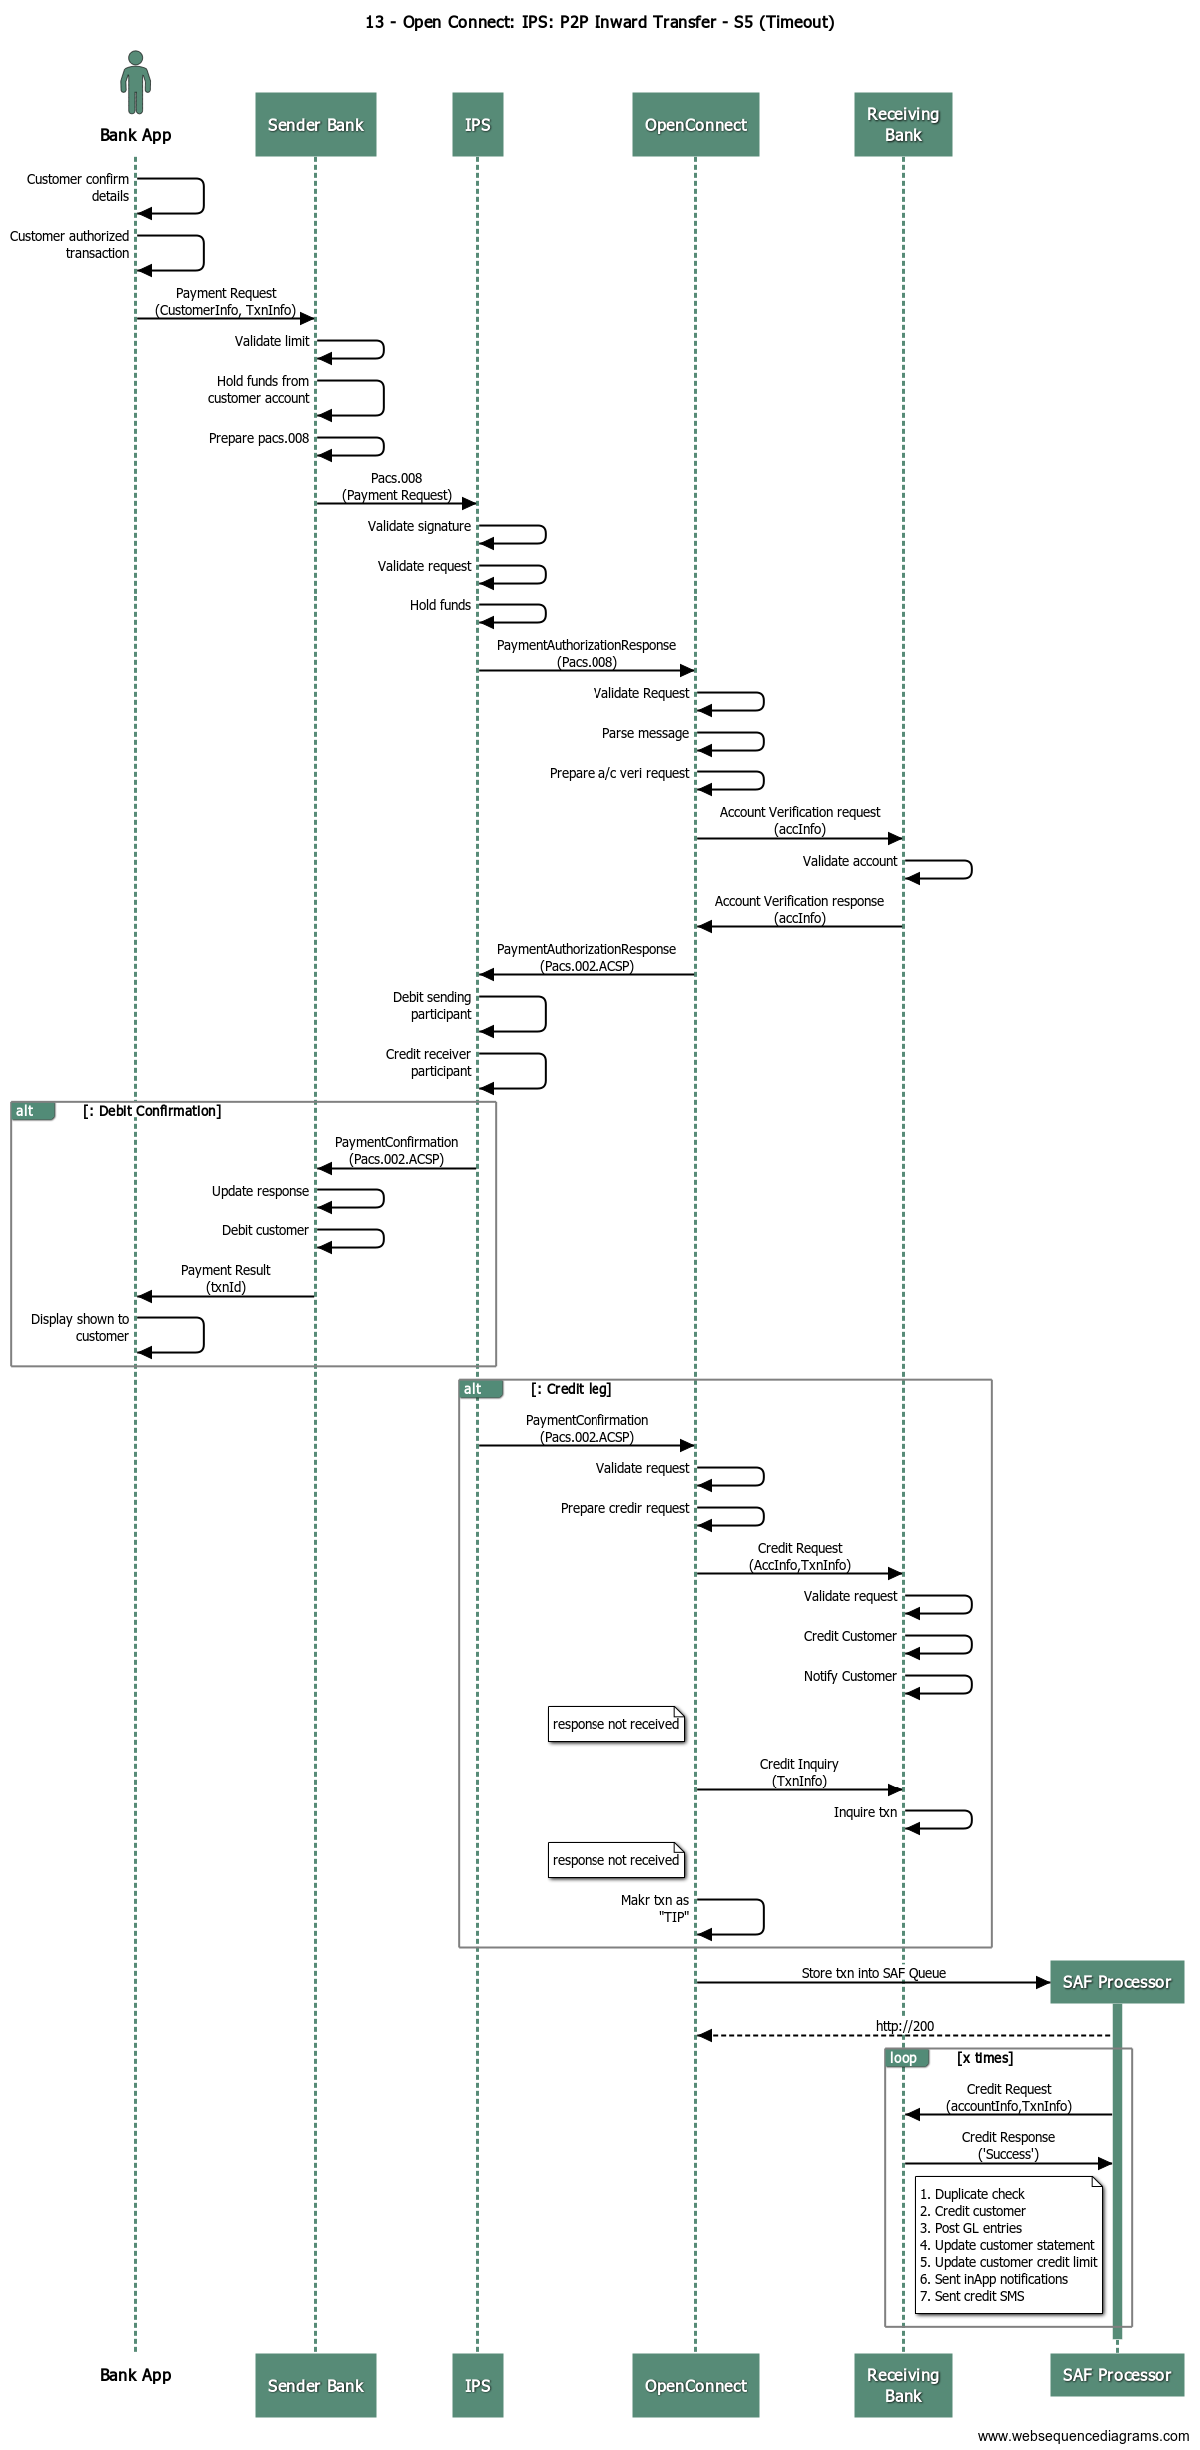 13 - Open Connect: IPS: P2P Inward Transfer - S5 (Timeout)
Bank App
Sender Bank
IPS
OpenConnect
Receiving
Bank
Customer confirm
details
Customer authorized
transaction
Payment Request
(CustomerInfo, TxnInfo)
Validate limit
Hold funds from
customer account
Prepare pacs.008
Pacs.008
(Payment Request)
Validate signature
Validate request
Hold funds
PaymentAuthorizationResponse
(Pacs.008)
Validate Request
Parse message
Prepare a/c veri request
Account Verification request
(accInfo)
Validate account
Account Verification response
(accInfo)
PaymentAuthorizationResponse
(Pacs.002.ACSP)
Debit sending
participant
Credit receiver
participant
alt [: Debit Confirmation]
PaymentConfirmation
(Pacs.002.ACSP)
Update response
Debit customer
Payment Result
(txnId)
Display shown to
customer
alt [: Credit leg]
PaymentConfirmation
(Pacs.002.ACSP)
Validate request
Prepare credir request
Credit Request
(AccInfo,TxnInfo)
Validate request
Credit Customer
Notify Customer
response not received
Credit Inquiry
(TxnInfo)
Inquire txn
response not received
Makr txn as
"TIP"
Store txn into SAF Queue
SAF Processor
http://200
loop [x times]
Credit Request
(accountInfo,TxnInfo)
Credit Response
('Success')
1. Duplicate check
2. Credit customer
3. Post GL entries
4. Update customer statement
5. Update customer credit limit
6. Sent inApp notifications
7. Sent credit SMS
Bank App
Sender Bank
IPS
OpenConnect
Receiving
Bank
SAF Processor
www.websequencediagrams.com